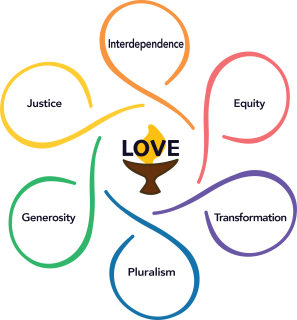 Interdependence
Justice
Equity
LOVE
Generosity
Transformation
Pluralism